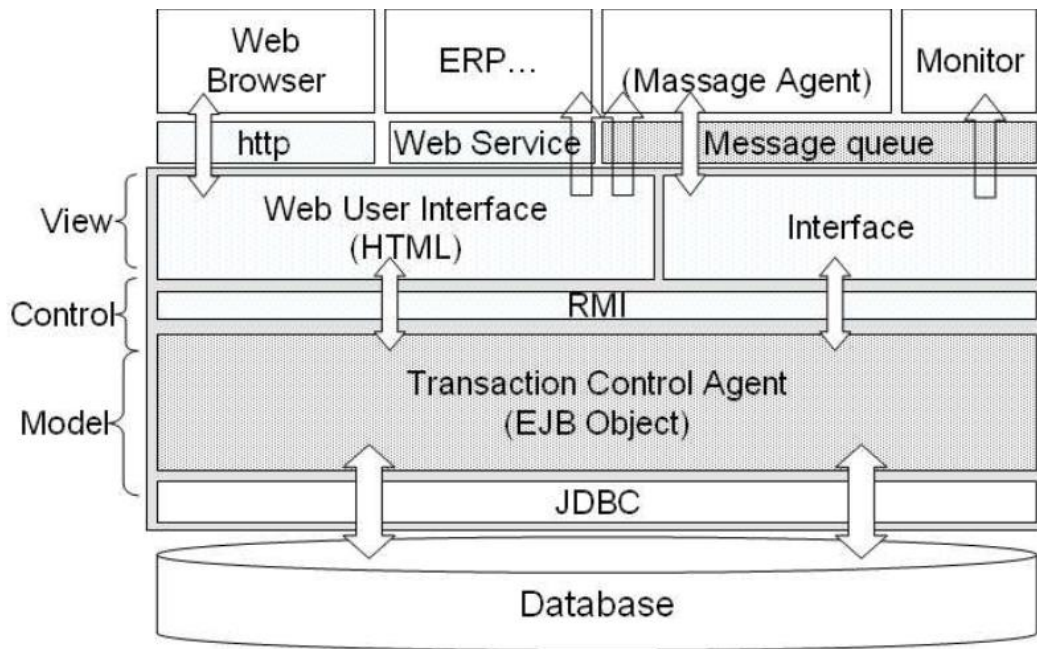 Web
Browser
ERP...
(Massage Agent)
Monitor
http
Web Service
Message queue
View
Web User Interface
(HTML)
Interface
Control
RMI
Transaction Control Agent
(EJB Object)
Model
JDBC
Database